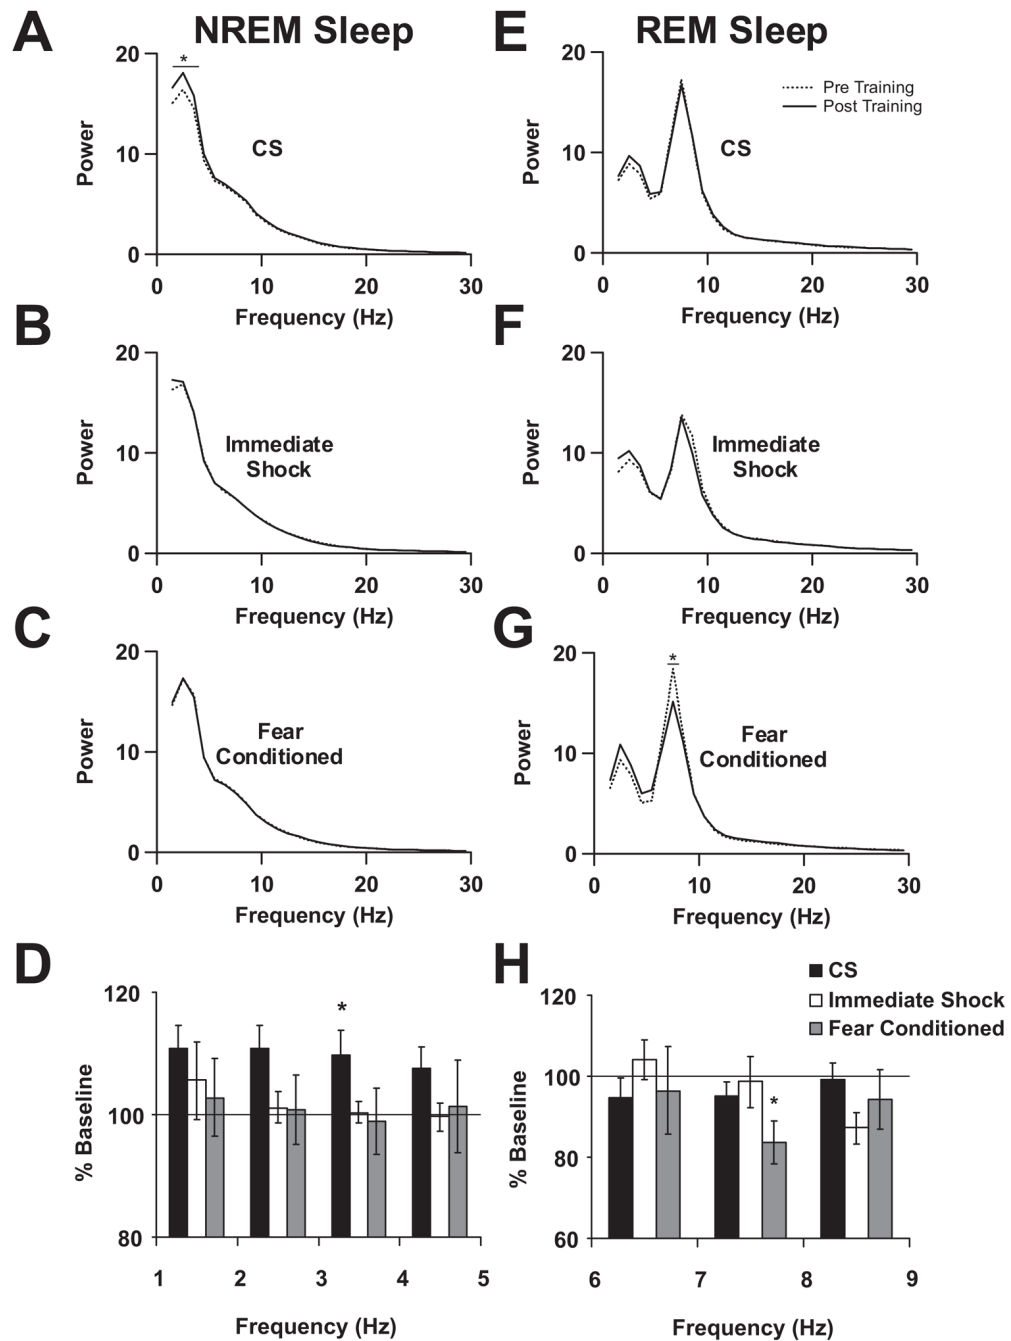 A
NREM Sleep
20
*
10
0
Power
CS
0
10
20
30
Frequency (Hz)
E
REM Sleep
20
10
0
Power
Pre Training
Post Training
CS
0
10
20
30
Frequency (Hz)
B
20
10
0
Power
Immediate
Shock
0
10
20
30
Frequency (Hz)
F
20
10
0
Power
Immediate
Shock
0
10
20
30
Frequency (Hz)
C
20
10
0
Power
Fear
Conditioned
0
10
20
30
Frequency (Hz)
G
20
*
10
0
Power
Fear
Conditioned
0
10
20
30
Frequency (Hz)
D
120
*
100
80
% Baseline
1
2
3
4
5
Frequency (Hz)
H
CS
Immediate Shock
Fear Conditioned
120
100
*
80
60
% Baseline
6
7
8
9
Frequency (Hz)